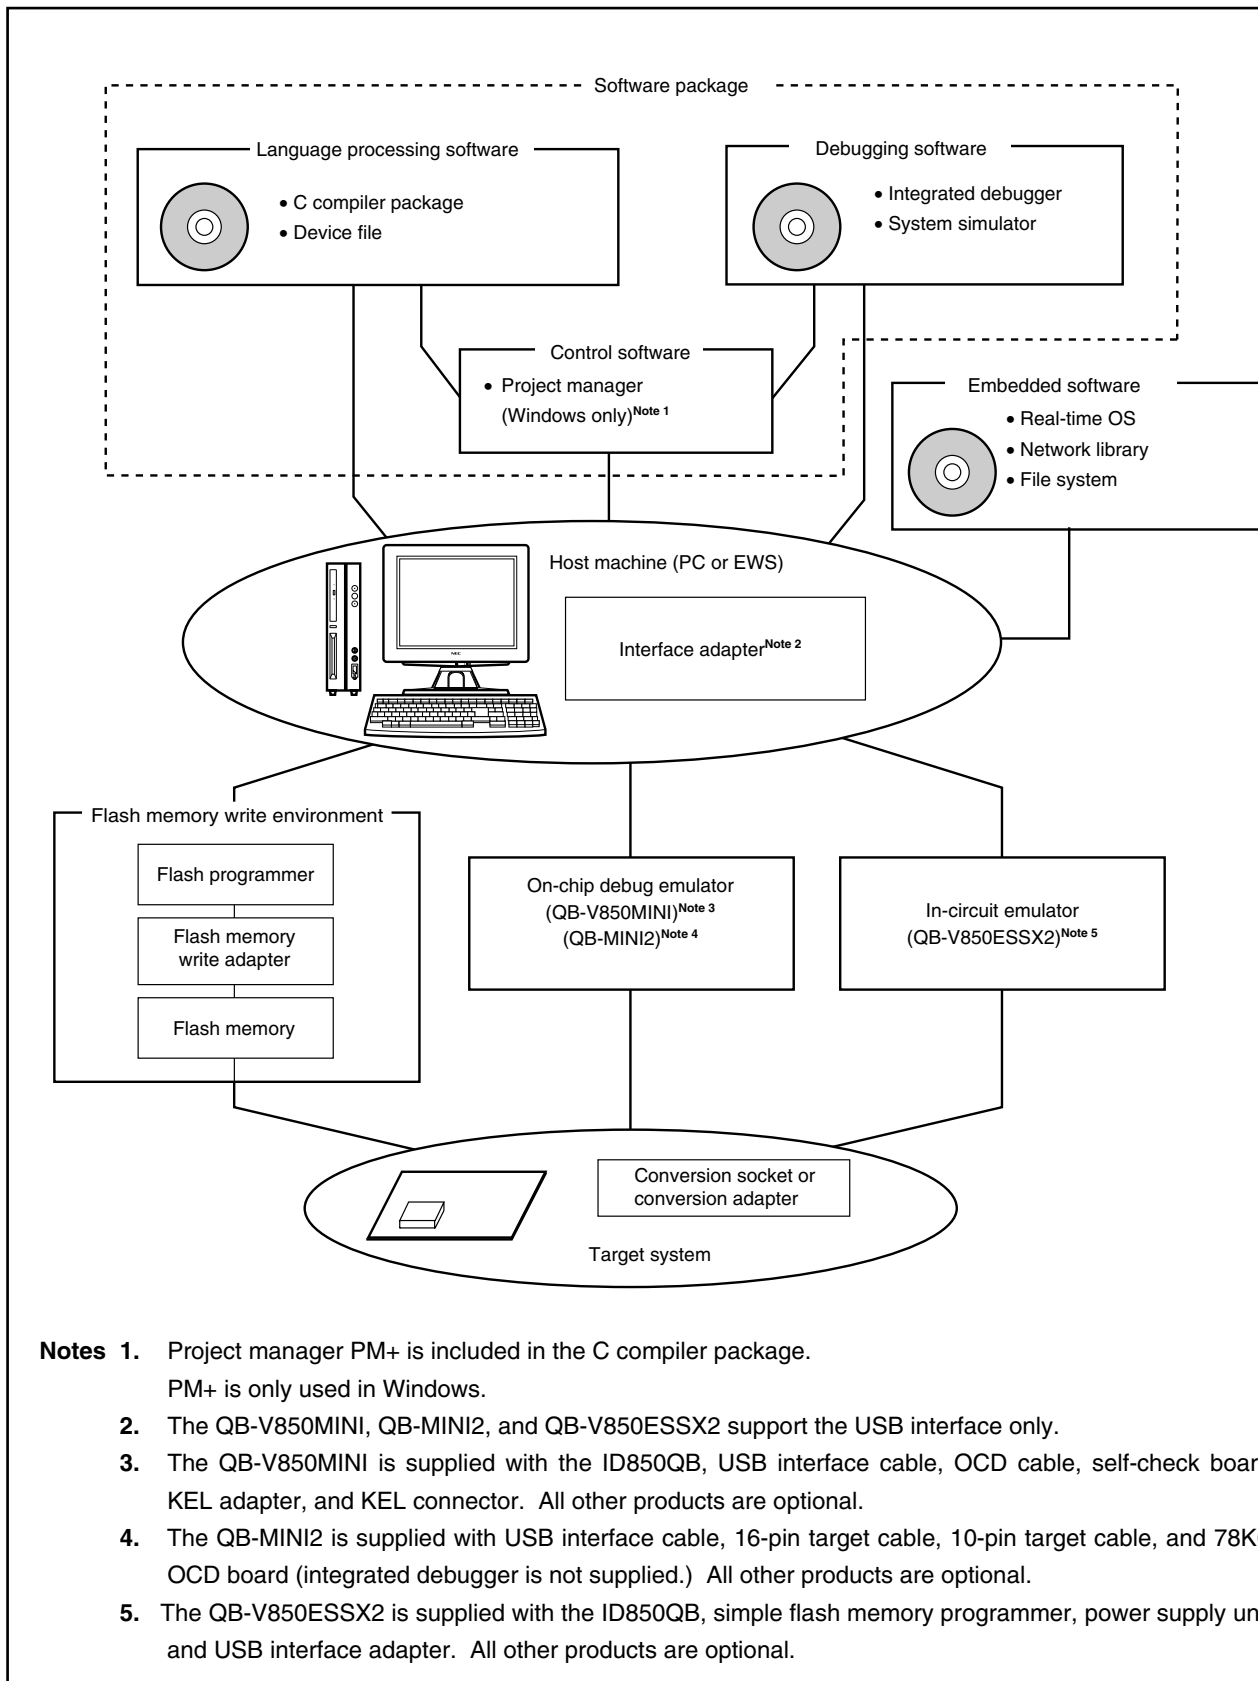 Software package
Language processing software
• C compiler package
• Device file
Debugging software
• Integrated debugger
• System simulator
Control software
• Project manager
(Windows only)Note 1
Embedded software
• Real-time OS
• Network library
• File system
Host machine (PC or EWS)
NEC
Interface adapterNote 2
Flash memory write environment
Flash programmer
Flash memory
write adapter
Flash memory
On-chip debug emulator
(QB-V850MINI)Note 3
(QB-MINI2)Note 4
In-circuit emulator
(QB-V850ESSX2)Note 5
Conversion socket or
conversion adapter
Target system
Notes 1. Project manager PM+ is included in the C compiler package.
PM+ is only used in Windows.
2. The QB-V850MINI, QB-MINI2, and QB-V850ESSX2 support the USB interface only.
3. The QB-V850MINI is supplied with the ID850QB, USB interface cable, OCD cable, self-check boar
KEL adapter, and KEL connector. All other products are optional.
4. The QB-MINI2 is supplied with USB interface cable, 16-pin target cable, 10-pin target cable, and 78K
OCD board (integrated debugger is not supplied.) All other products are optional.
5. The QB-V850ESSX2 is supplied with the ID850QB, simple flash memory programmer, power supply un
and USB interface adapter. All other products are optional.